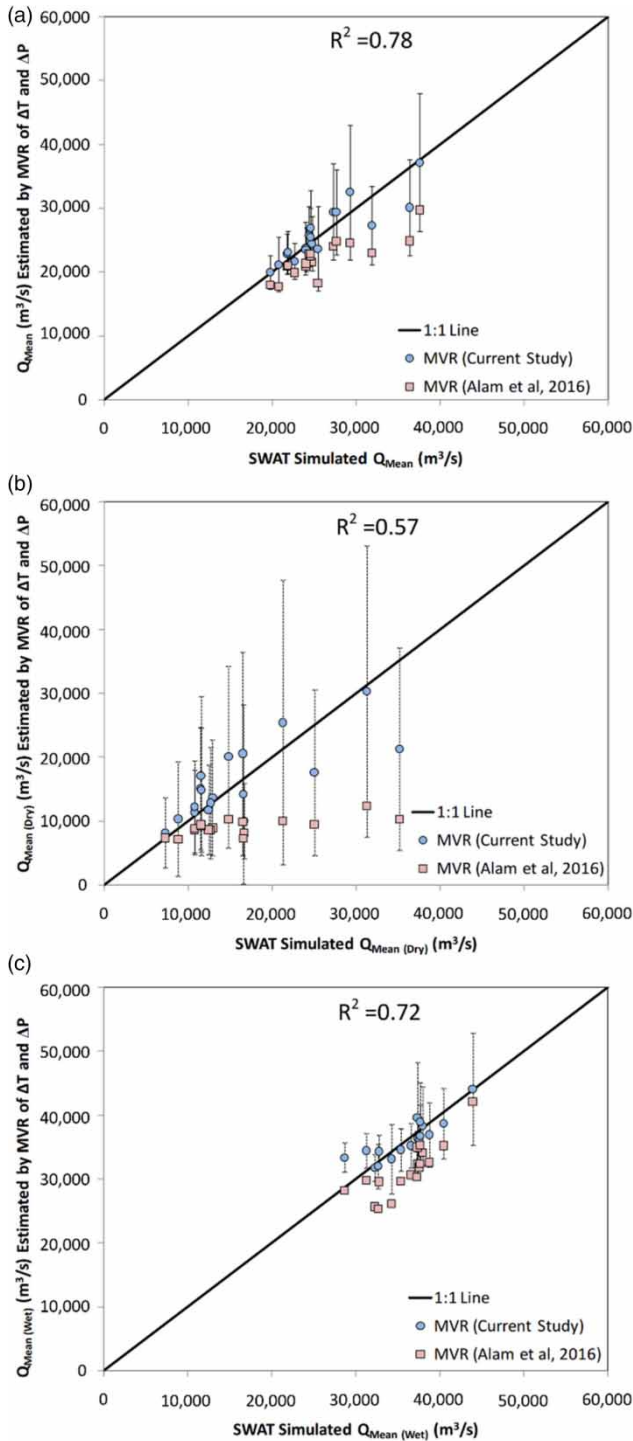 (a)
60,000
50,000
40,000
30,000
20,000
10,000
0
Q_Mean (m³/s) Estimated by MVR of ΔT and ΔP
R² =0.78
1:1 Line
MVR (Current Study)
MVR (Alam et al, 2016)
0 10,000 20,000 30,000 40,000 50,000 60,000
SWAT Simulated Q_Mean (m³/s)
(b)
60,000
50,000
40,000
30,000
20,000
10,000
0
Q_Mean (Dry) (m³/s) Estimated by MVR of ΔT and ΔP
R² =0.57
1:1 Line
MVR (Current Study)
MVR (Alam et al, 2016)
0 10,000 20,000 30,000 40,000 50,000 60,000
SWAT Simulated Q_Mean (Dry) (m³/s)
(c)
60,000
50,000
40,000
30,000
20,000
10,000
0
Q_Mean (Wet) (m³/s) Estimated by MVR of ΔT and ΔP
R² =0.72
1:1 Line
MVR (Current Study)
MVR (Alam et al, 2016)
0 10,000 20,000 30,000 40,000 50,000 60,000
SWAT Simulated Q_Mean (Wet) (m³/s)